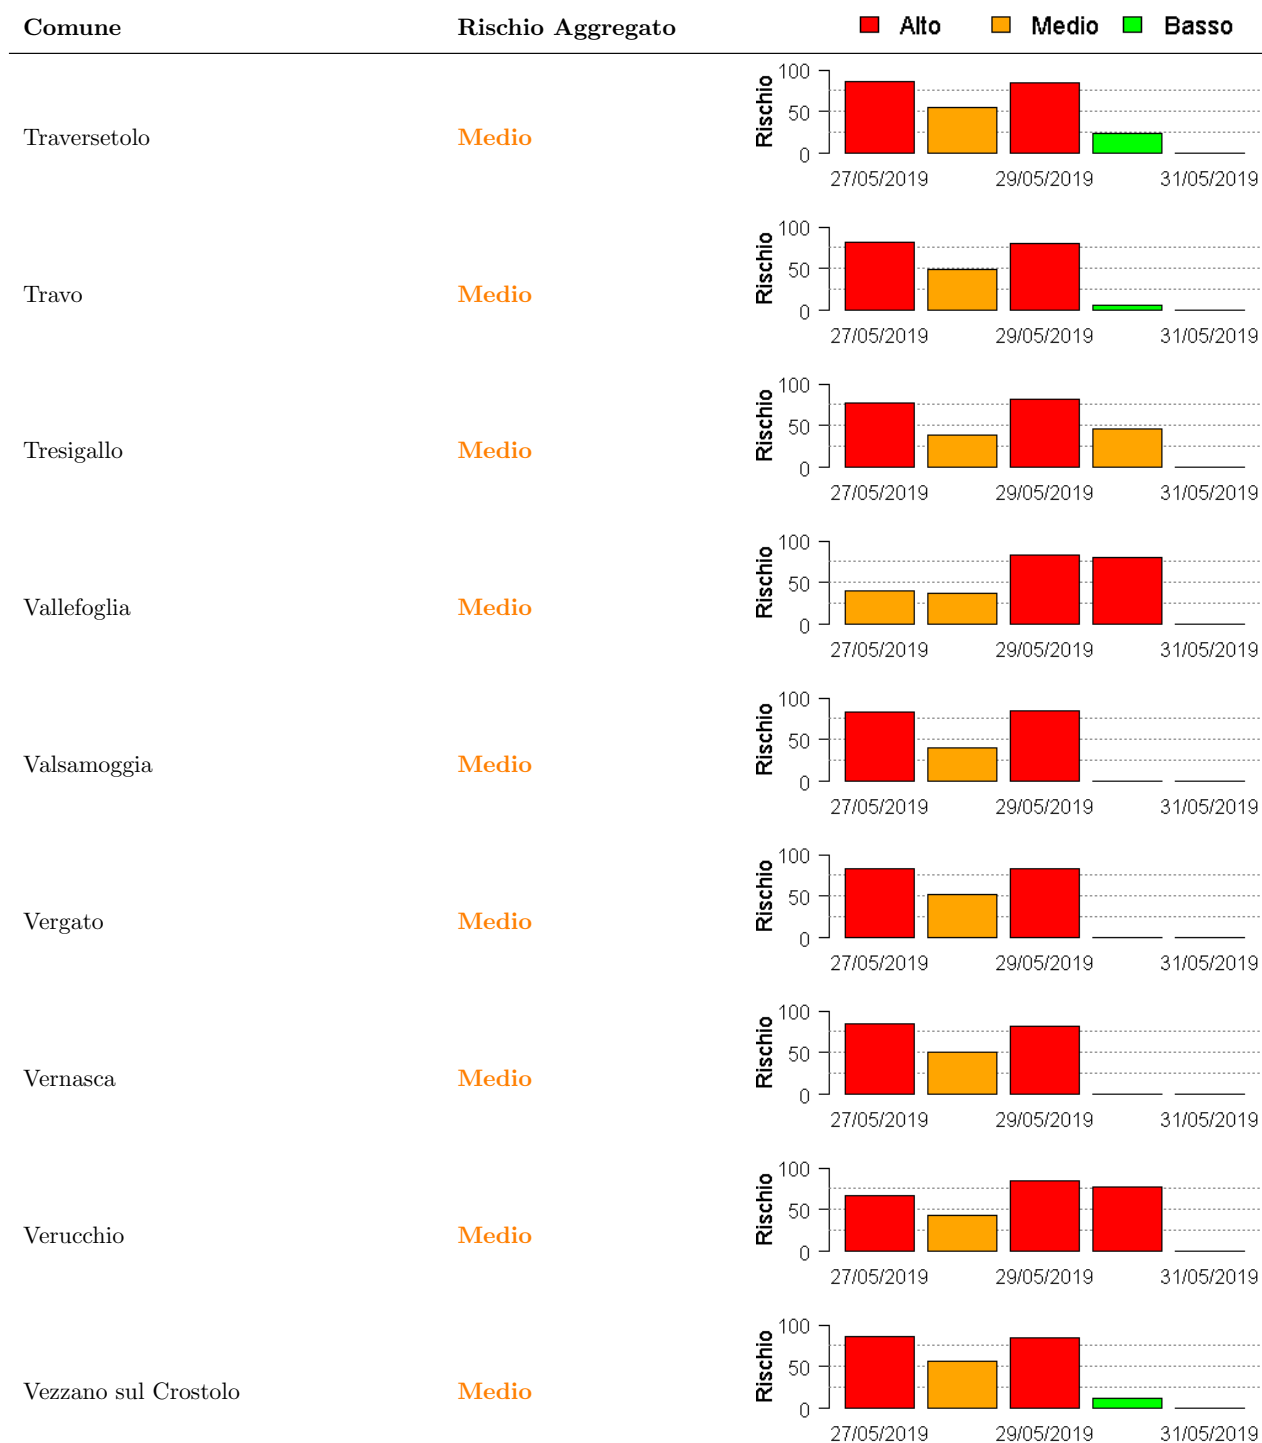 Comune Rischio Aggregato Alto Medio Basso
Traversetolo Medio Rischio 100 50 0
27/05/2019 29/05/2019 31/05/2019
Travo Medio Rischio 100 50 0
27/05/2019 29/05/2019 31/05/2019
Tresigallo Medio Rischio 100 50 0
27/05/2019 29/05/2019 31/05/2019
Vallefoglia Medio Rischio 100 50 0
27/05/2019 29/05/2019 31/05/2019
Valsamoggia Medio Rischio 100 50 0
27/05/2019 29/05/2019 31/05/2019
Vergato Medio Rischio 100 50 0
27/05/2019 29/05/2019 31/05/2019
Vernasca Medio Rischio 100 50 0
27/05/2019 29/05/2019 31/05/2019
Verucchio Medio Rischio 100 50 0
27/05/2019 29/05/2019 31/05/2019
Vezzano sul Crostolo Medio Rischio 100 50 0
27/05/2019 29/05/2019 31/05/2019